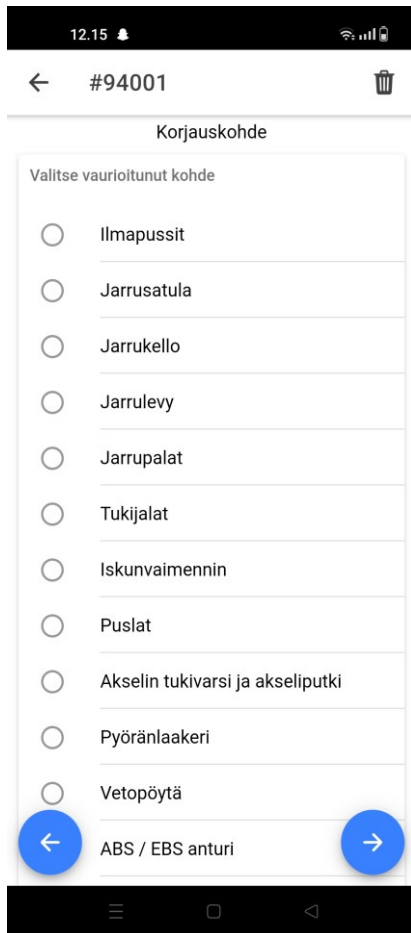 12.15
#94001
Korjauskohde
Valitse vaurioitunut kohde
Ilmapussit
Jarrusatula
Jarrukello
Jarrulevy
Jarrupalat
Tukijalat
Iskunvaimennin
Puslat
Akselin tukivarsi ja akseliputki
Pyöränlaakeri
Vetopöytä
ABS / EBS anturi